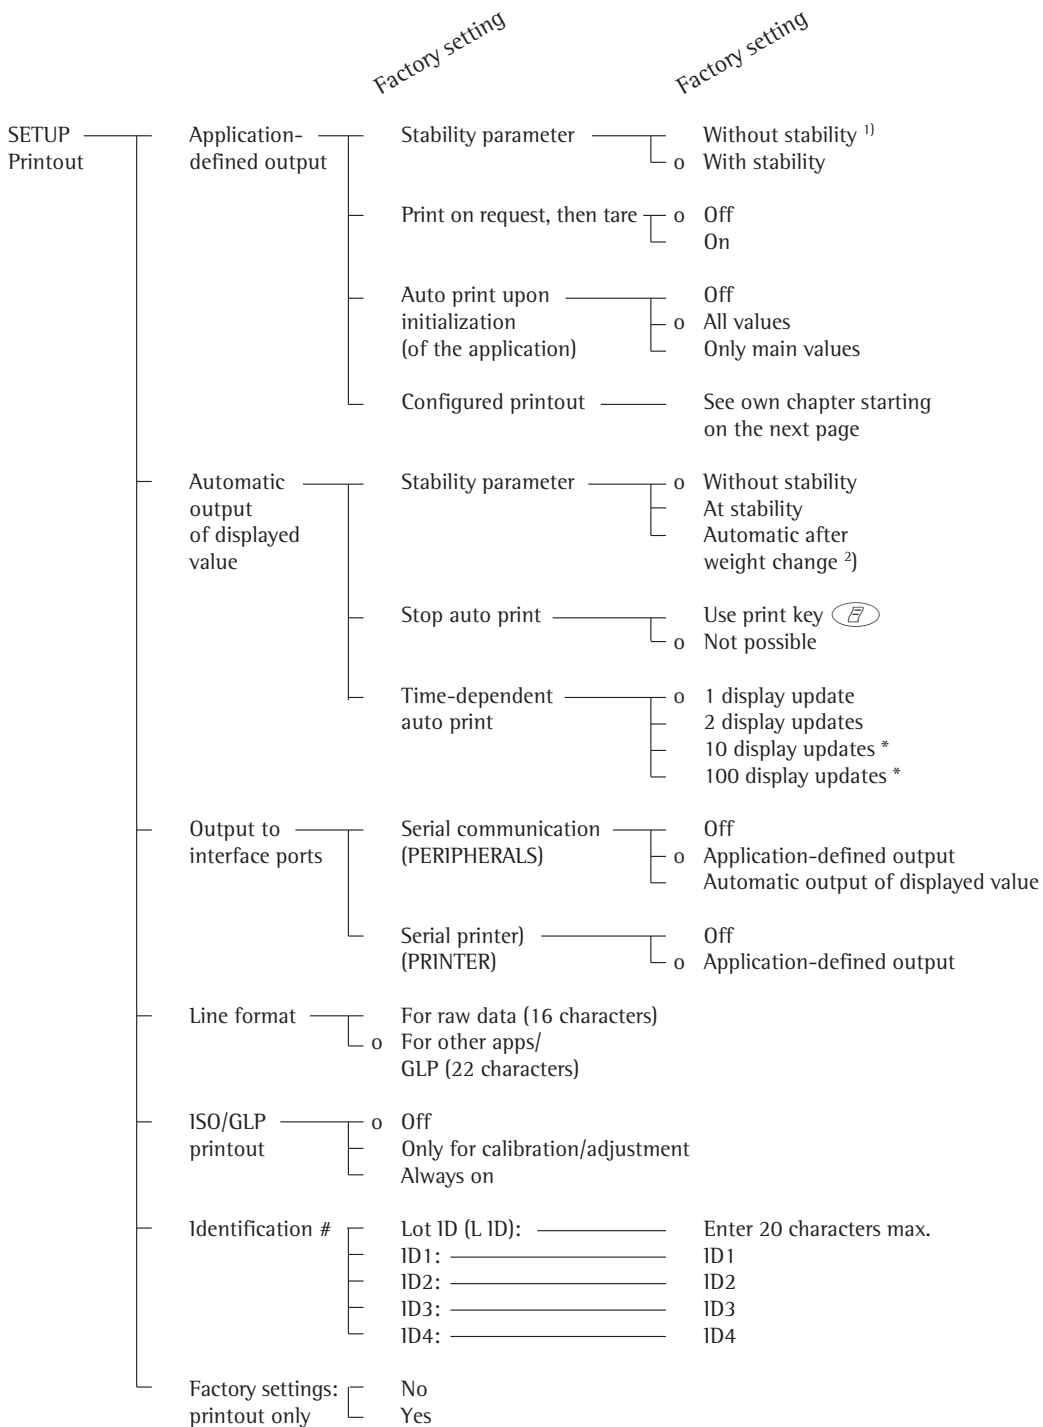 Factory setting
Factory setting
SETUP
Printout
Application-
defined output
Stability parameter
Without stability 1)
o With stability
Print on request, then tare
o Off
On
Auto print upon
initialization
(of the application)
Off
o All values
Only main values
Configured printout
See own chapter starting
on the next page
Automatic
output
of displayed
value
Stability parameter
o Without stability
At stability
Automatic after
weight change 2)
Stop auto print
Use print key
o Not possible
Time-dependent
auto print
o 1 display update
2 display updates
10 display updates *
100 display updates *
Output to
interface ports
Serial communication
(PERIPHERALS)
Off
o Application-defined output
Automatic output of displayed value
Serial printer)
(PRINTER)
Off
o Application-defined output
Line format
For raw data (16 characters)
o For other apps/
GLP (22 characters)
ISO/GLP
printout
o Off
Only for calibration/adjustment
Always on
Identification #
Lot ID (L ID):
Enter 20 characters max.
ID1:
ID1
ID2:
ID2
ID3:
ID3
ID4:
ID4
Factory settings:
printout only
No
Yes